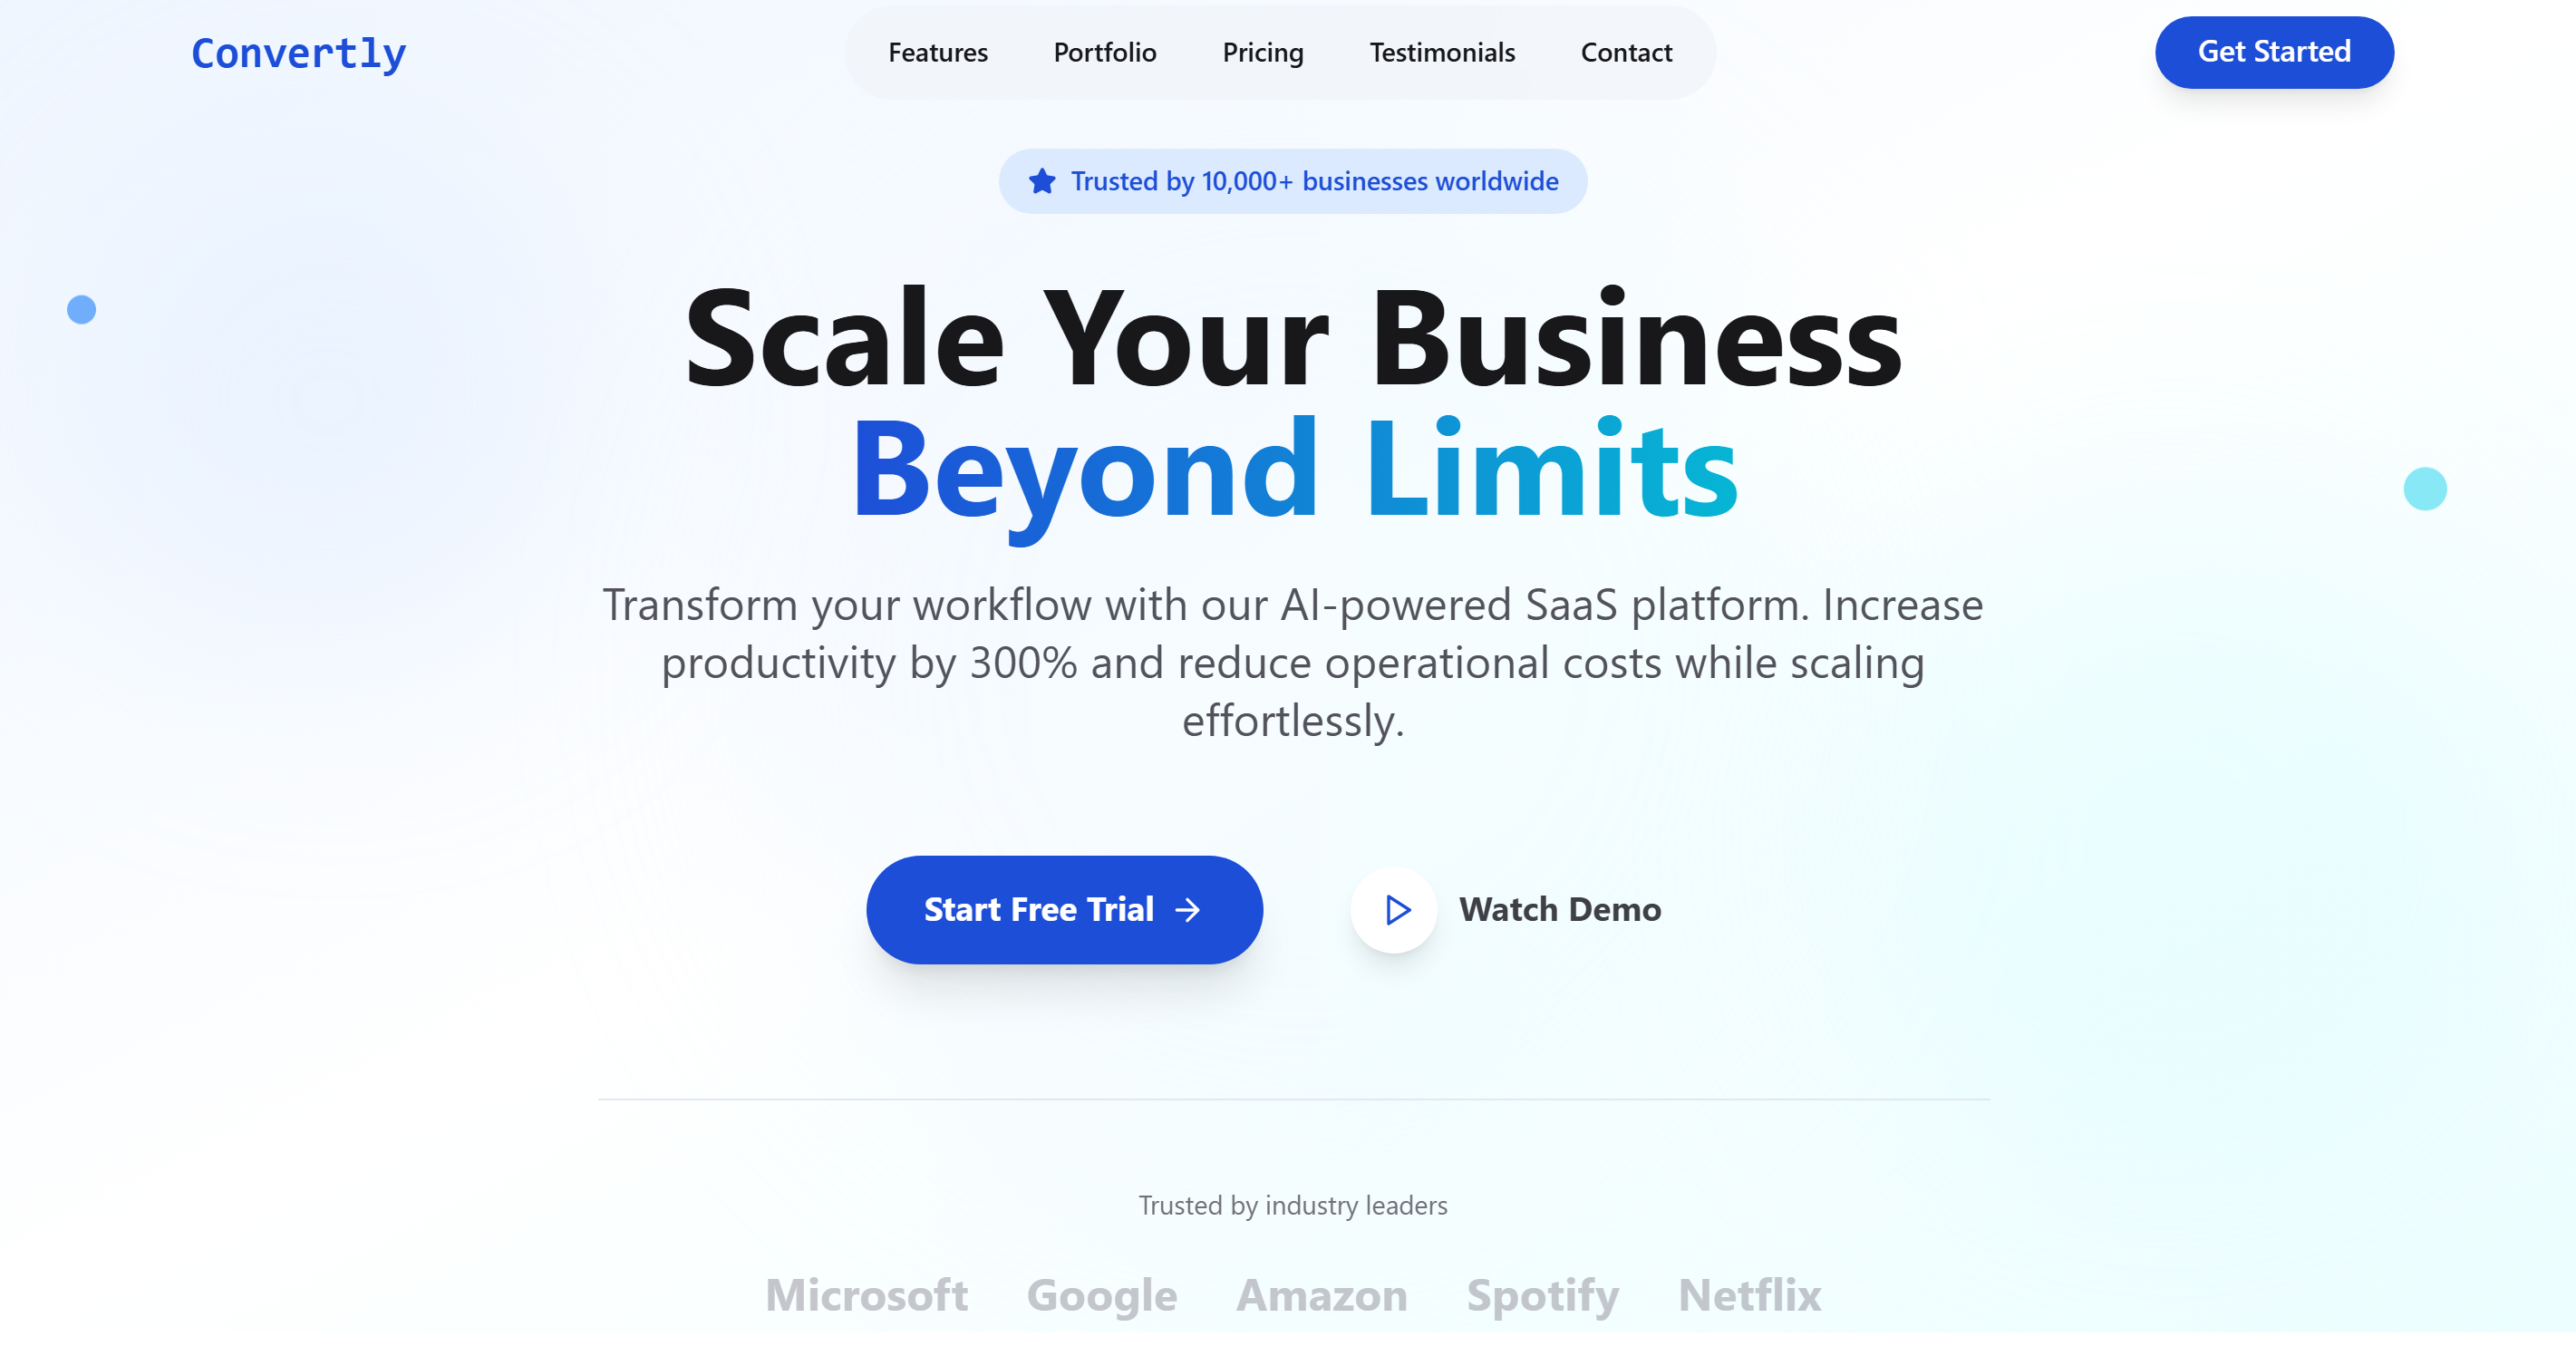 Convertly
Features Portfolio Pricing Testimonials Contact
Get Started
Trusted by 10,000+ businesses worldwide
Scale Your Business
Beyond Limits
Transform your workflow with our AI-powered SaaS platform. Increase
productivity by 300% and reduce operational costs while scaling
effortlessly.
Start Free Trial
Watch Demo
Trusted by industry leaders
Microsoft Google Amazon Spotify Netflix